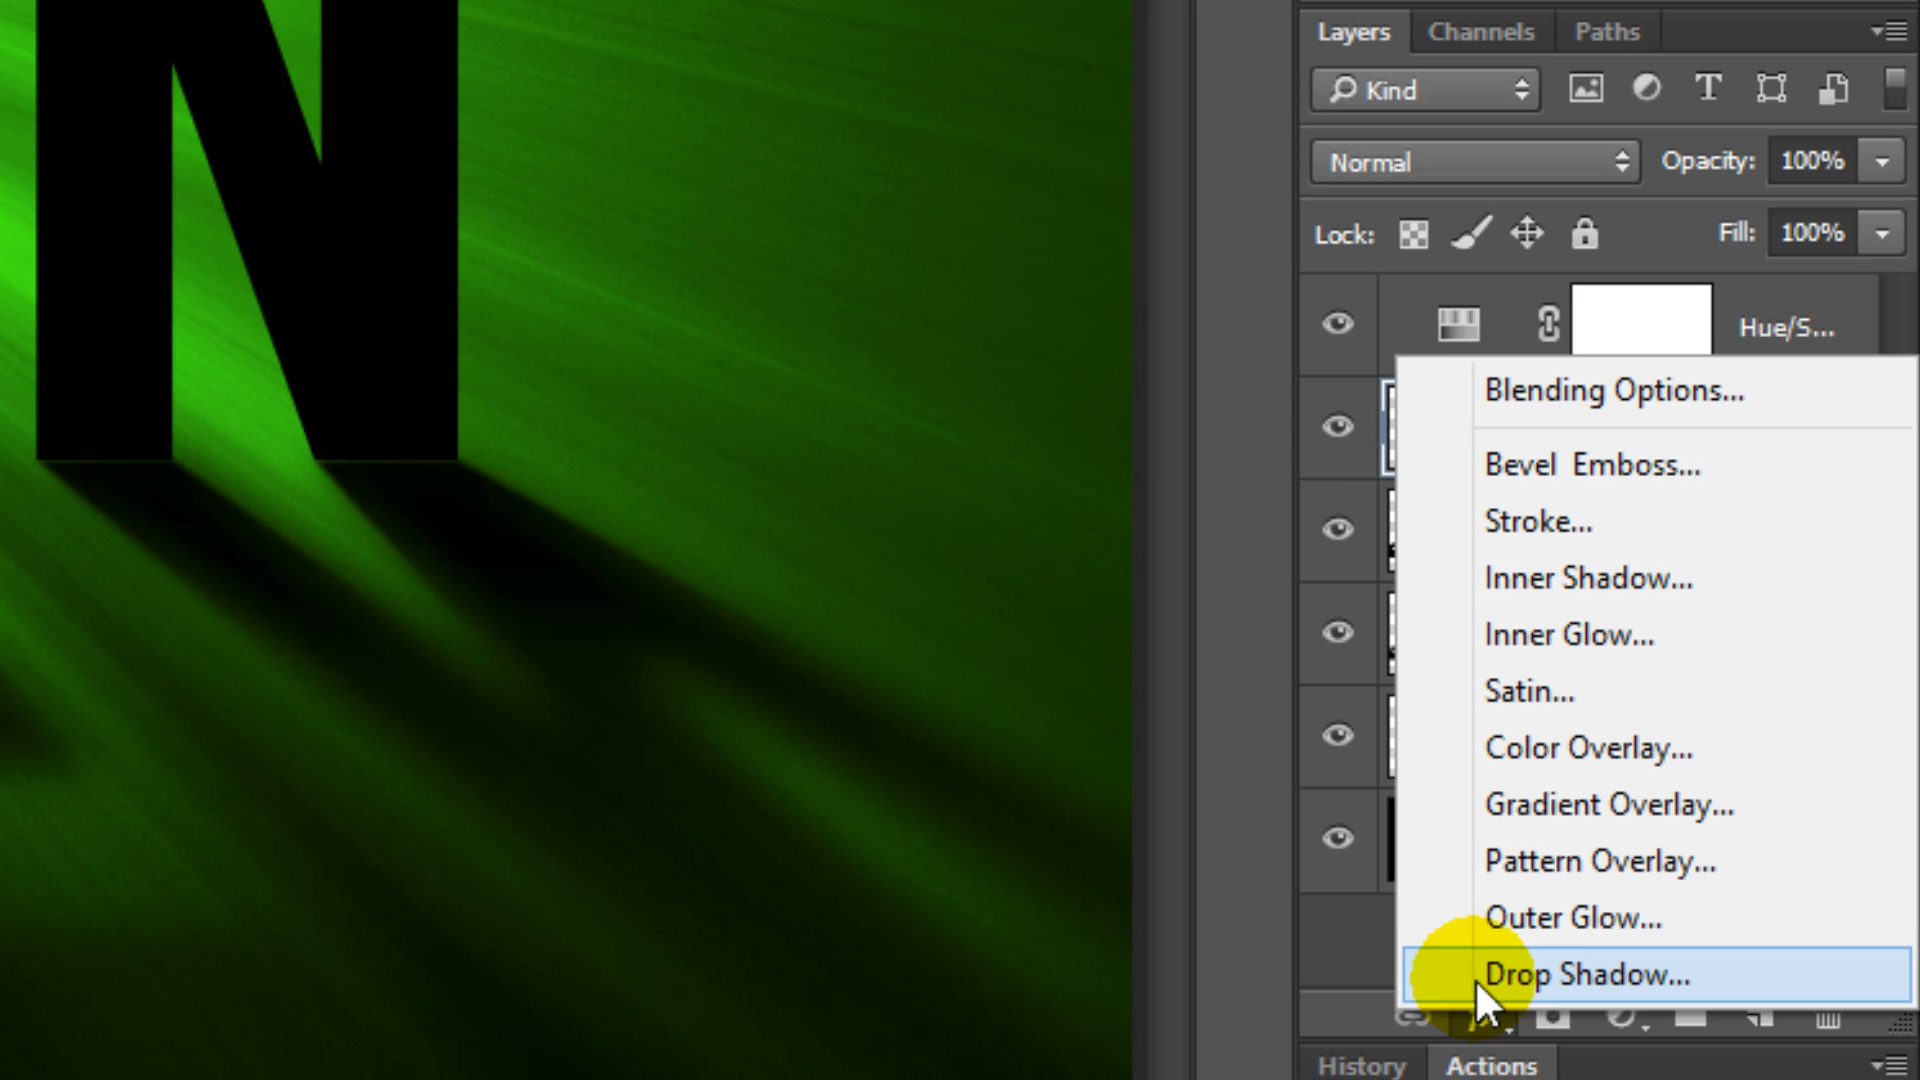 N
Layers Channels Paths
Kind
Normal Opacity: 100%
Lock: Fill: 100%
Hue/S...
Blending Options...
Bevel Emboss...
Stroke...
Inner Shadow...
Inner Glow...
Satin...
Color Overlay...
Gradient Overlay...
Pattern Overlay...
Outer Glow...
Drop Shadow...
History Actions